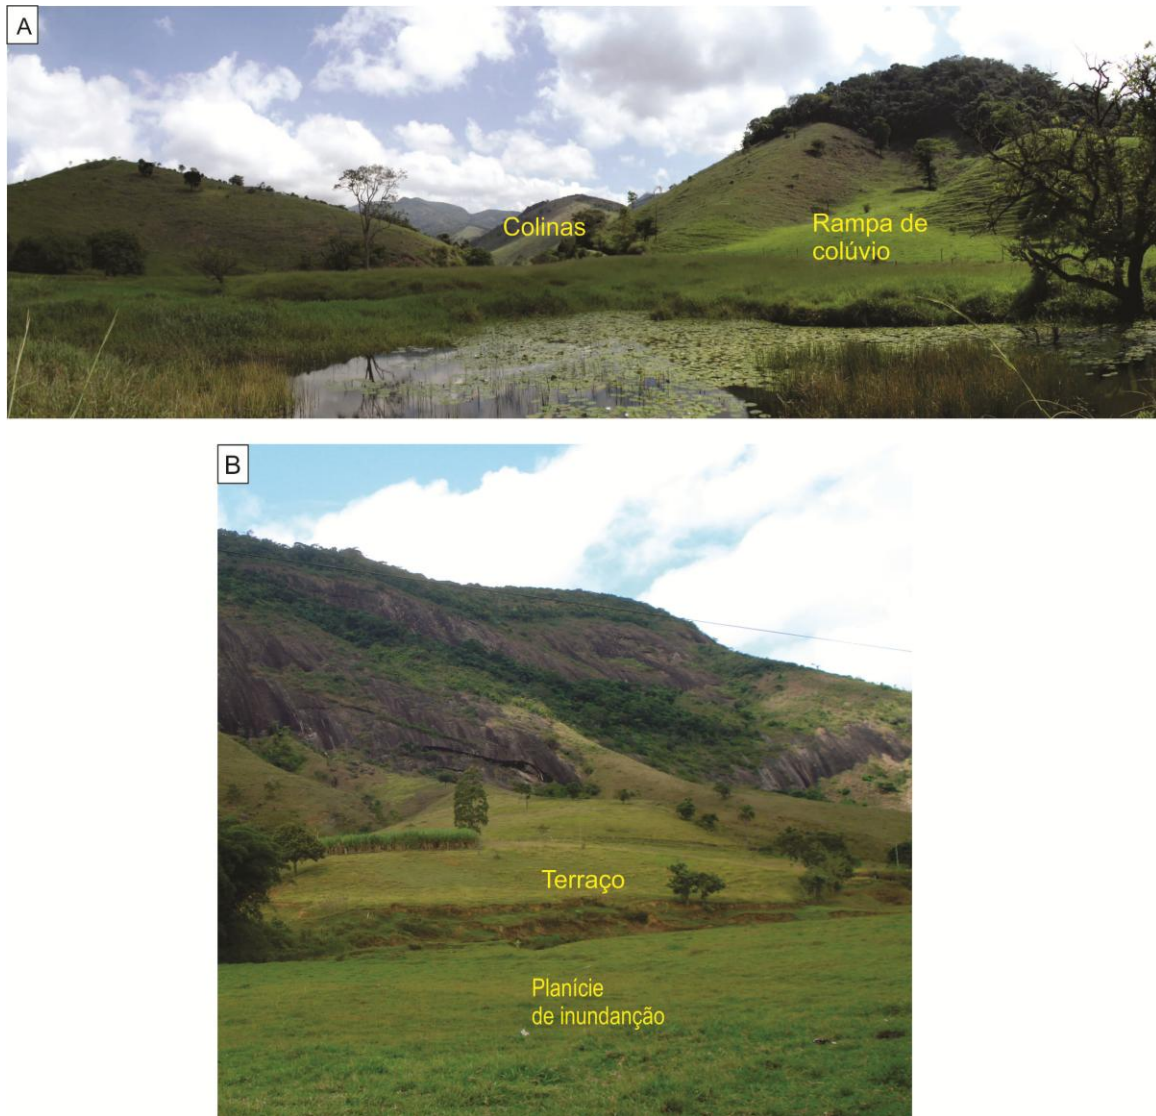 A
Colinas
Rampa de
colúvio
B
Terraço
Planície
de inundanção